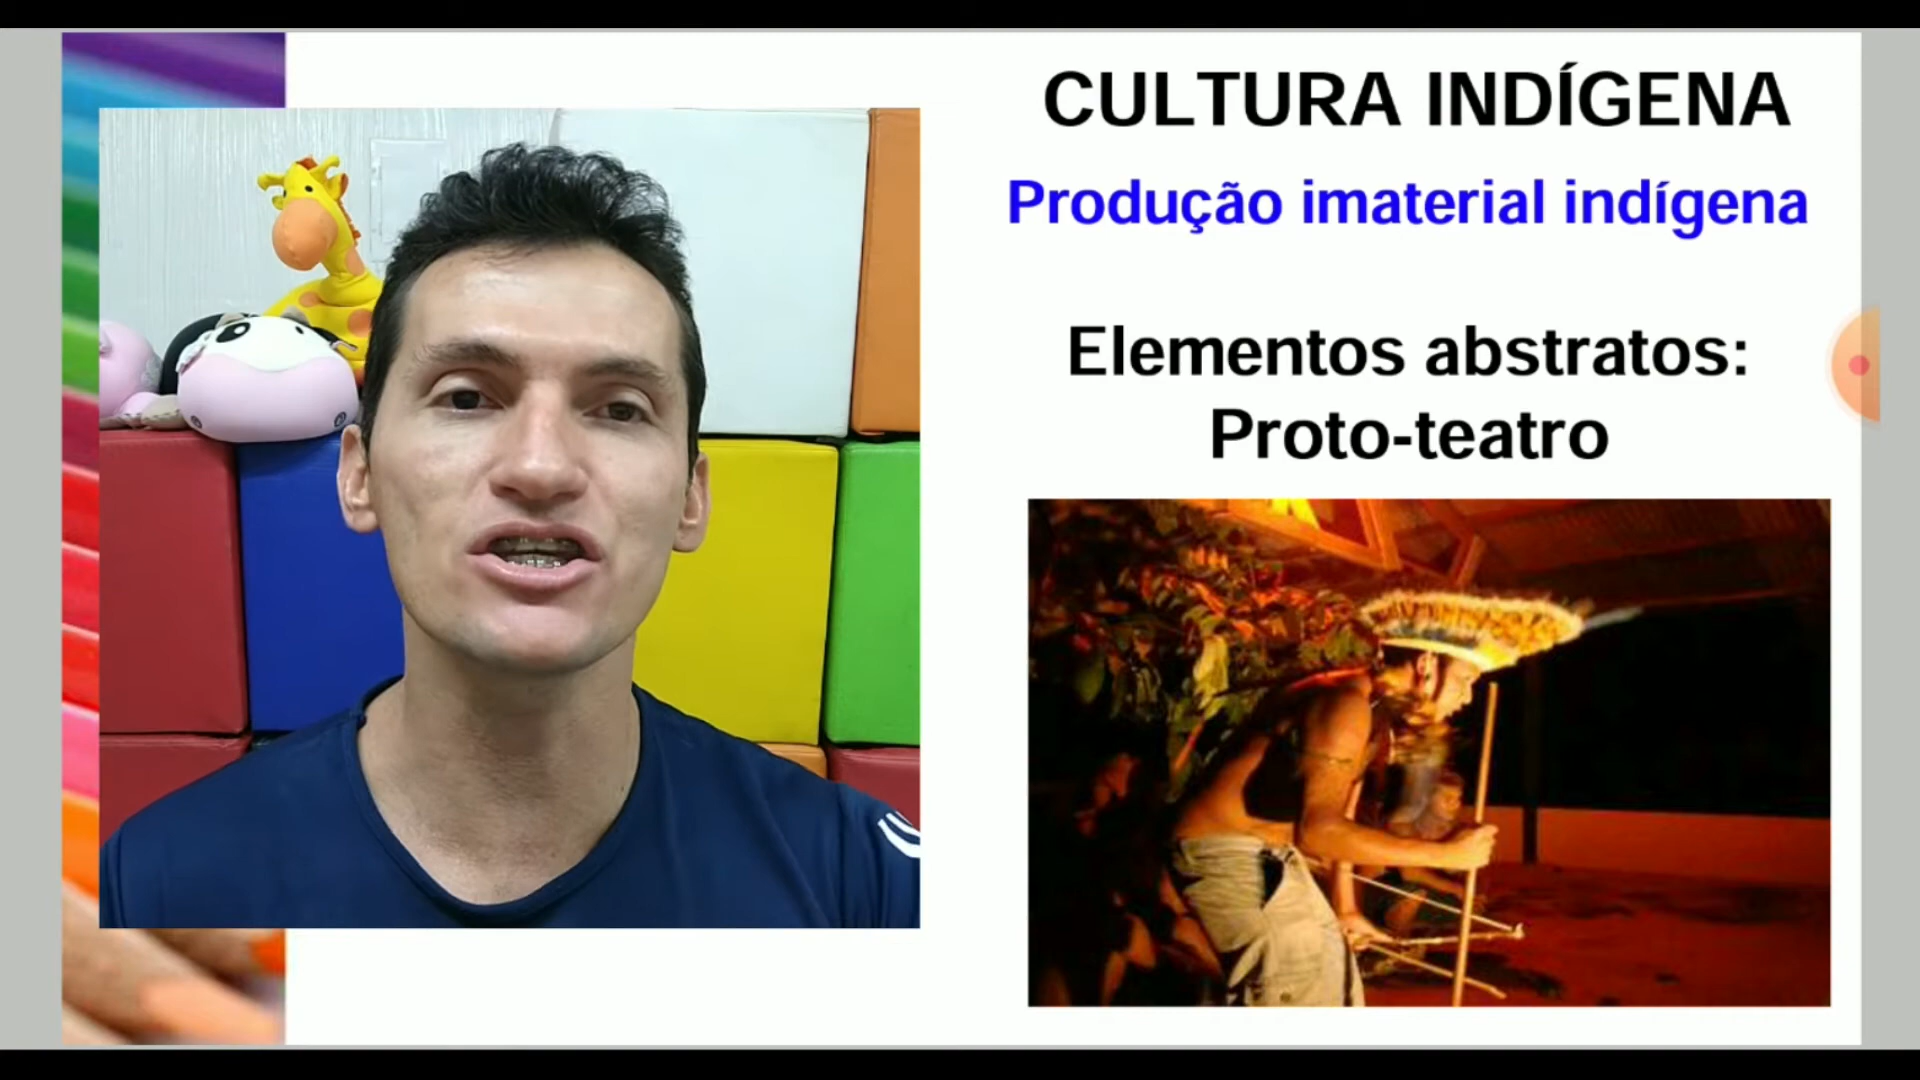 CULTURA INDÍGENA
Produção imaterial indígena
Elementos abstratos:
Proto-teatro